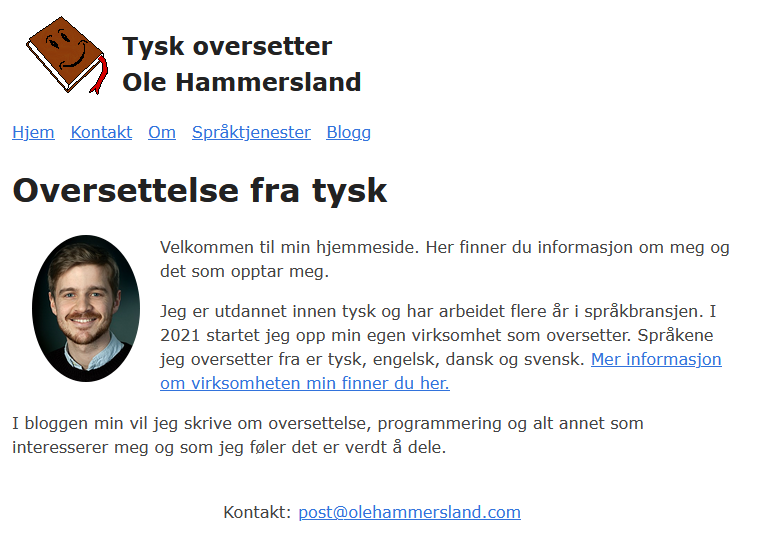 Tysk oversetter
Ole Hammersland
Hjem Kontakt Om Språktjenester Blogg
Oversettelse fra tysk
Velkommen til min hjemmeside. Her finner du informasjon om meg og
det som opptar meg.
Jeg er utdannet innen tysk og har arbeidet flere år i språkbransjen. I
2021 startet jeg opp min egen virksomhet som oversetter. Språkene
jeg oversetter fra er tysk, engelsk, dansk og svensk. Mer informasjon
om virksomheten min finner du her.
I bloggen min vil jeg skrive om oversettelse, programmering og alt annet som
interesserer meg og som jeg føler det er verdt å dele.
Kontakt: post@olehammersland.com